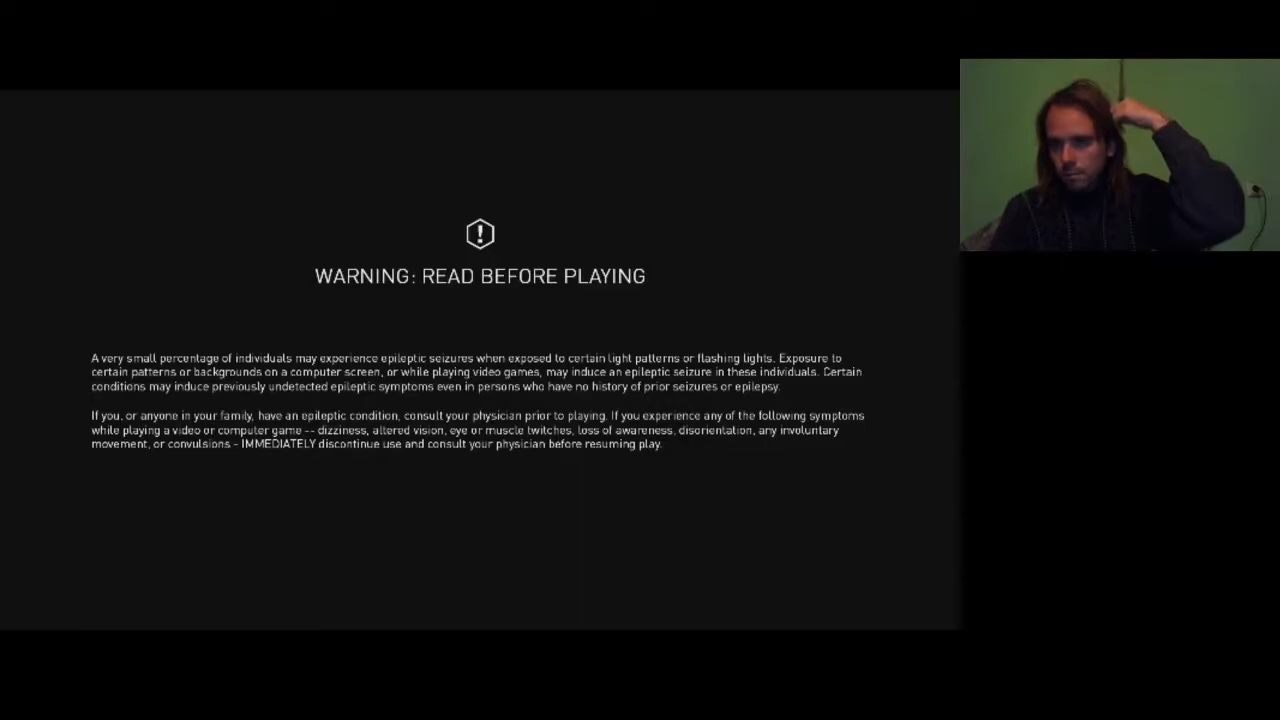 WARNING: READ BEFORE PLAYING
A very small percentage of individuals may experience epileptic seizures when exposed to certain light patterns or flashing lights. Exposure to
certain patterns or backgrounds on a computer screen, or while playing video games, may induce an epileptic seizure in these individuals. Certain
conditions may induce previously undetected epileptic symptoms even in persons who have no history of prior seizures or epilepsy.
If you, or anyone in your family, have an epileptic condition, consult your physician prior to playing. If you experience any of the following symptoms
while playing a video or computer game -- dizziness, altered vision, eye or muscle twitches, loss of awareness, disorientation, any involuntary
movement, or convulsions - IMMEDIATELY discontinue use and consult your physician before resuming play.